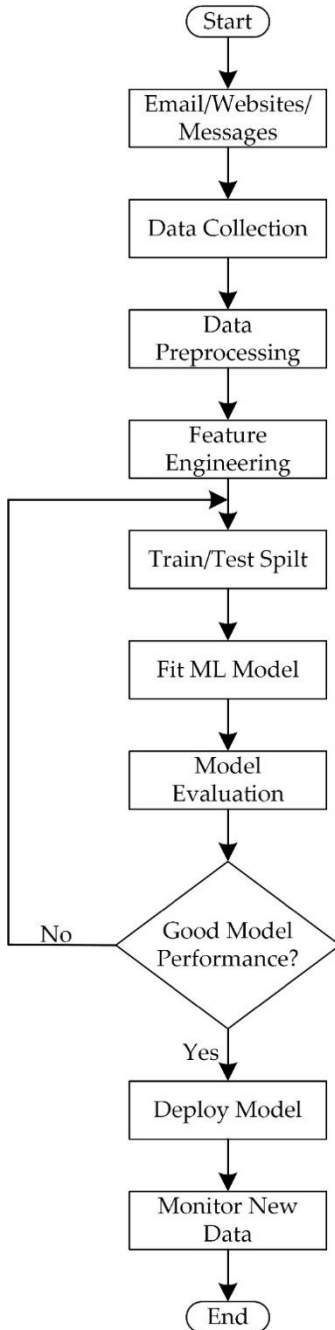 Start
Email/Websites/
Messages
Data Collection
Data
Preprocessing
Feature
Engineering
Train/Test Spilt
Fit ML Model
Model
Evaluation
Good Model
Performance?
No
Yes
Deploy Model
Monitor New
Data
End